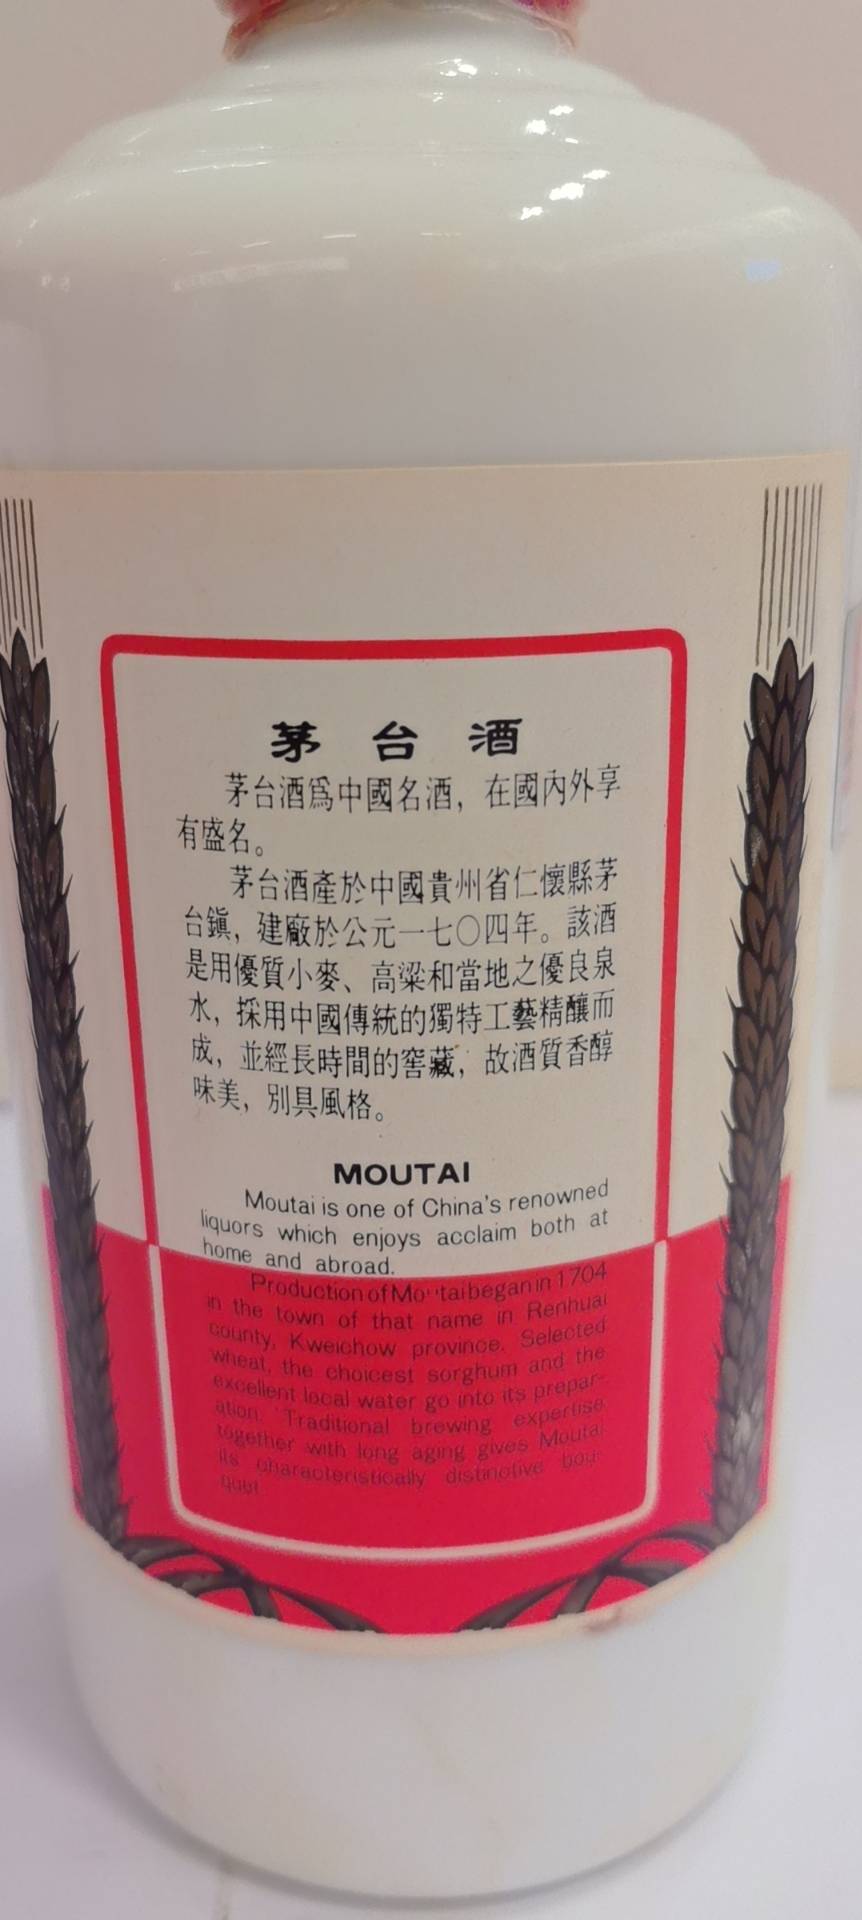 茅台酒
茅台酒爲中國名酒，在國內外享
有盛名。
茅台酒產於中國貴州省仁懷縣茅
台鎮，建廠於公元一七〇四年。該酒
是用優質小麥、高粱和當地之優良泉
水，採用中國傳統的獨特工藝精釀而
成，並經長時間的窖藏，故酒質香醇
味美，別具風格。
MOUTAI
Moutai is one of China's renowned
liquors which enjoys acclaim both at
home and abroad.
Production of Moutai began in 1704
in the town of that name in Renhuai
county, Kweichow province. Selected
wheat, the choicest sorghum and the
excellent local water go into its prepar-
ation. Traditional brewing expertise
together with long aging gives Moutai
its characteristically distinctive bou-
quet